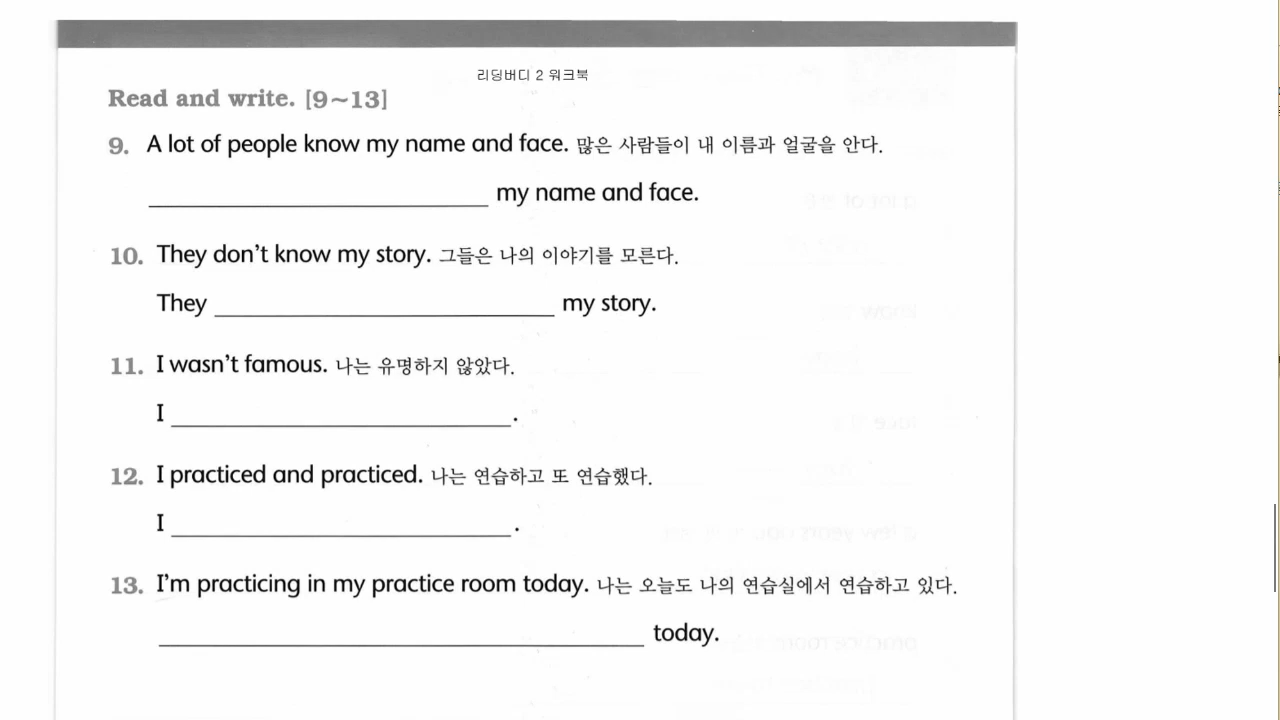 리딩버디 2 워크북
Read and write. [9~13]
9. A lot of people know my name and face. 많은 사람들이 내 이름과 얼굴을 안다.
____________________ my name and face.
10. They don't know my story. 그들은 나의 이야기를 모른다.
They ____________________ my story.
11. I wasn't famous. 나는 유명하지 않았다.
I ____________________.
12. I practiced and practiced. 나는 연습하고 또 연습했다.
I ____________________.
13. I'm practicing in my practice room today. 나는 오늘도 나의 연습실에서 연습하고 있다.
____________________ today.